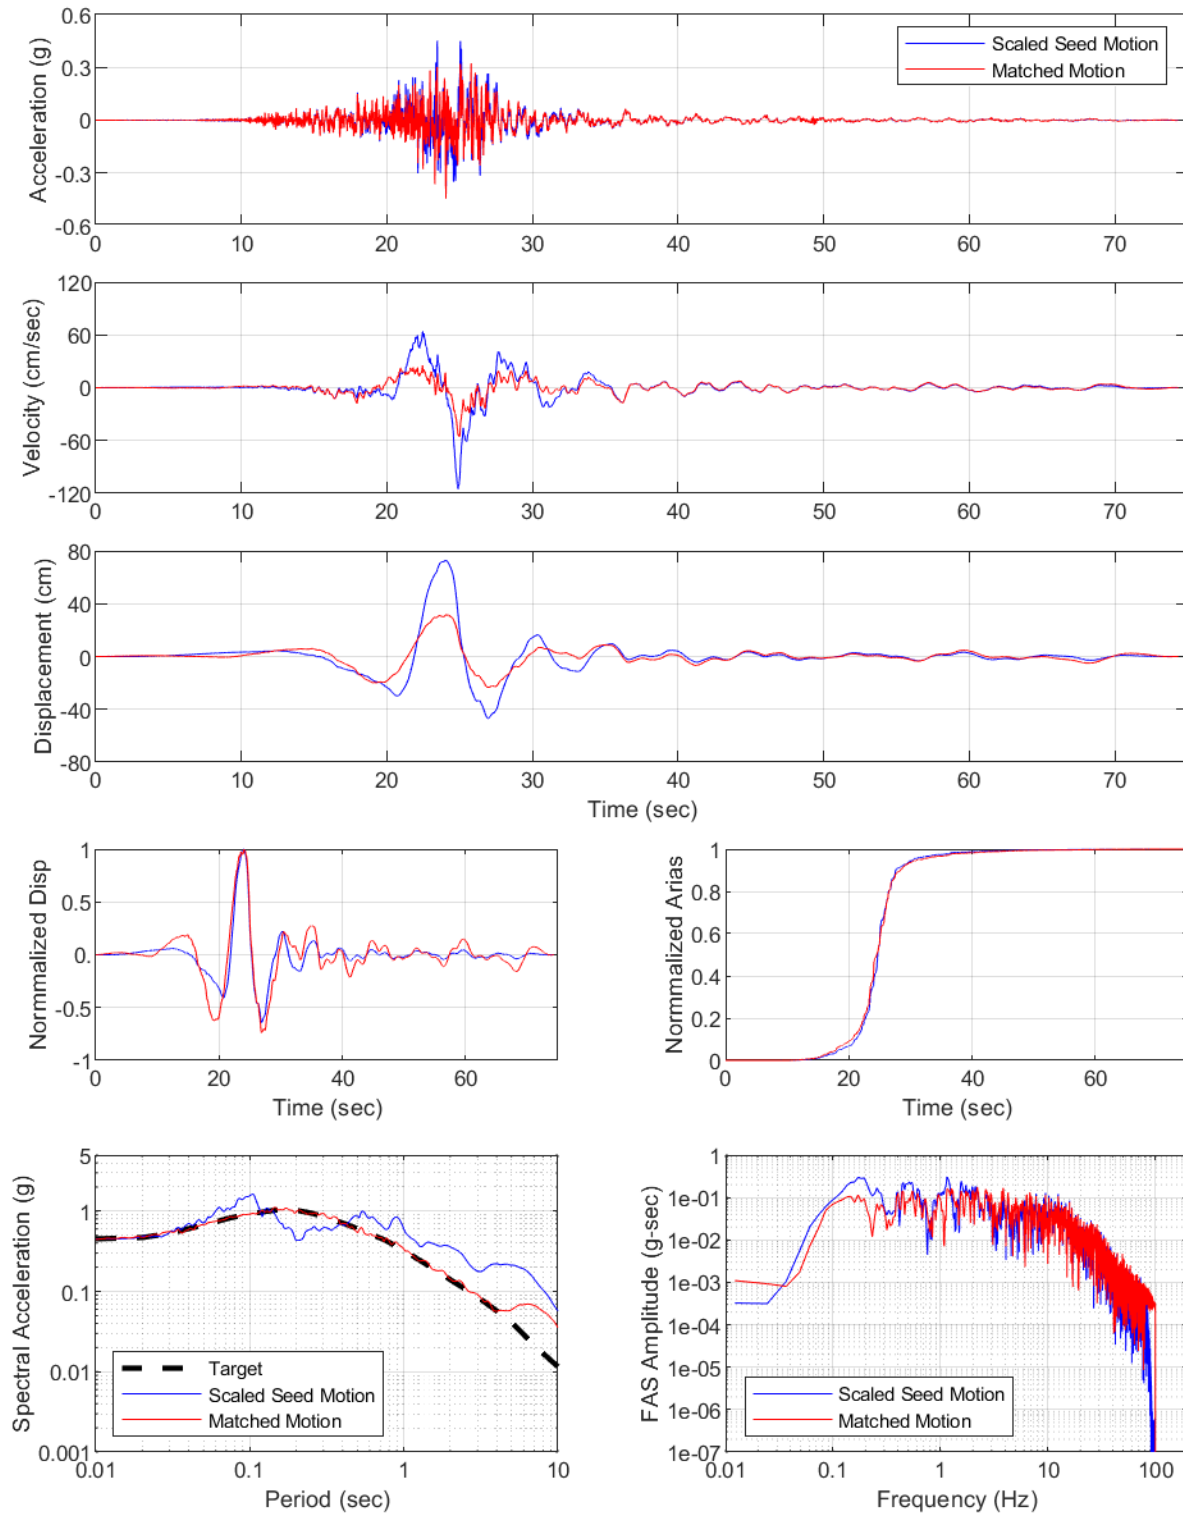 0.6
0.3
0
-0.3
-0.6
Acceleration (g)
Scaled Seed Motion
Matched Motion
0 10 20 30 40 50 60 70
120
60
0
-60
-120
Velocity (cm/sec)
0 10 20 30 40 50 60 70
80
40
0
-40
-80
Displacement (cm)
0 10 20 30 40 50 60 70
Time (sec)
1
0.5
0.
-0.5
-1
Normmalized Disp
0 20 40 60
Time (sec)
1
0.8
0.6
0.4
0.2
0
Normmalized Arias
0 20 40 60
Time (sec)
5
1
0.1
0.01
0.001
Spectral Acceleration (g)
Target
Scaled Seed Motion
Matched Motion
0.01 0.1 1 10
Period (sec)
1
1e-01
1e-02
1e-03
1e-04
1e-05
1e-06
1e-07
FAS Amplitude (g-sec)
Scaled Seed Motion
Matched Motion
0.01 0.1 1 10 100
Frequency (Hz)